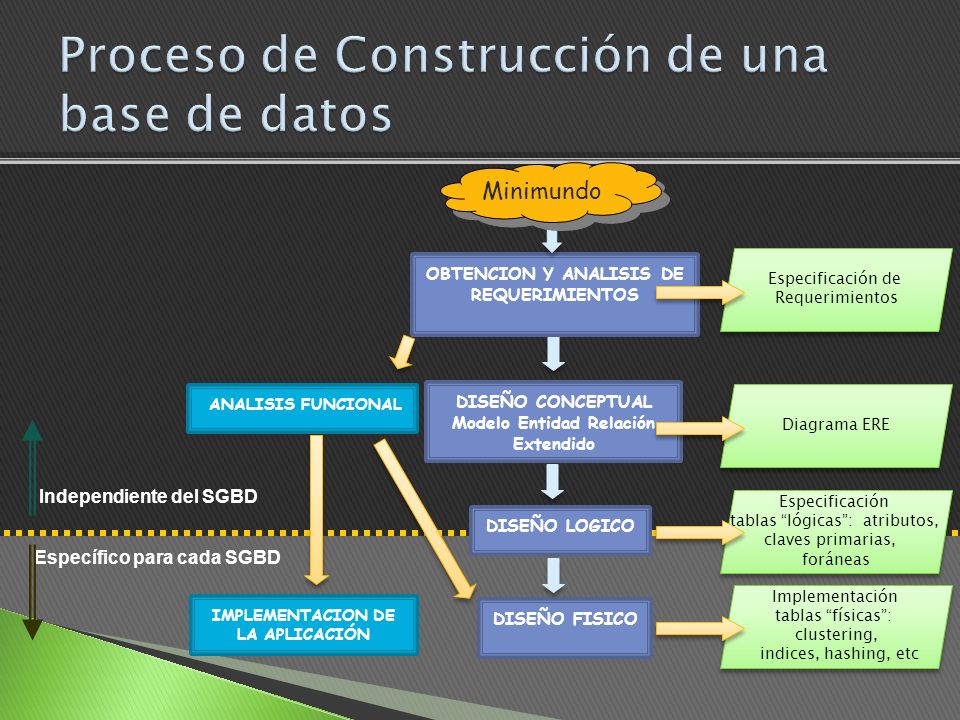 Proceso de Construcción de una
base de datos
Minimundo
OBTENCION Y ANALISIS DE
REQUERIMIENTOS
Especificación de
Requerimientos
ANALISIS FUNCIONAL
DISEÑO CONCEPTUAL
Modelo Entidad Relación
Extendido
Diagrama ERE
Independiente del SGBD
Específico para cada SGBD
DISEÑO LOGICO
Especificación
tablas “lógicas”: atributos,
claves primarias,
foráneas
IMPLEMENTACION DE
LA APLICACIÓN
DISEÑO FISICO
Implementación
tablas “físicas”:
clustering,
indices, hashing, etc